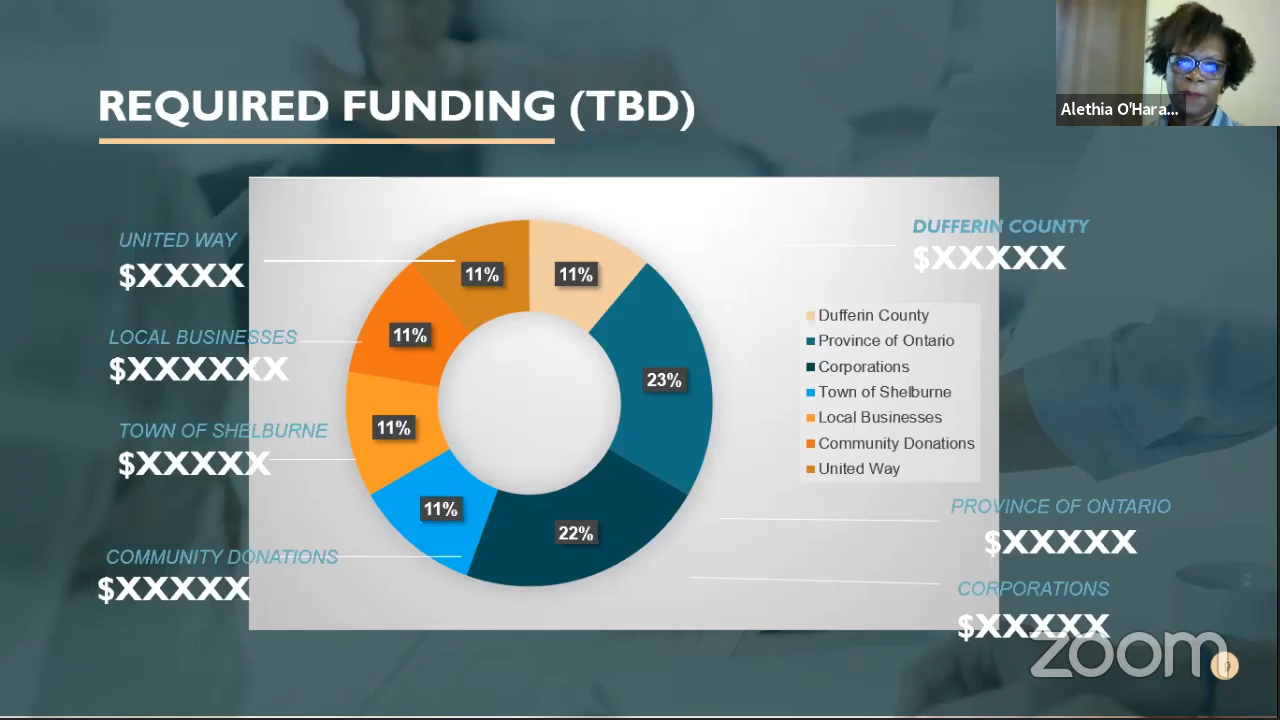 REQUIRED FUNDING (TBD)
Alethia O'Hara...
UNITED WAY
$XXXX
LOCAL BUSINESSES
$XXXXXX
TOWN OF SHELBURNE
$XXXXX
COMMUNITY DONATIONS
$XXXXX
11%
11%
11%
23%
11%
11%
22%
DUFFERIN COUNTY
$XXXXX
Dufferin County
Province of Ontario
Corporations
Town of Shelburne
Local Businesses
Community Donations
United Way
PROVINCE OF ONTARIO
$XXXXX
CORPORATIONS
$XXXXX
zoom
9